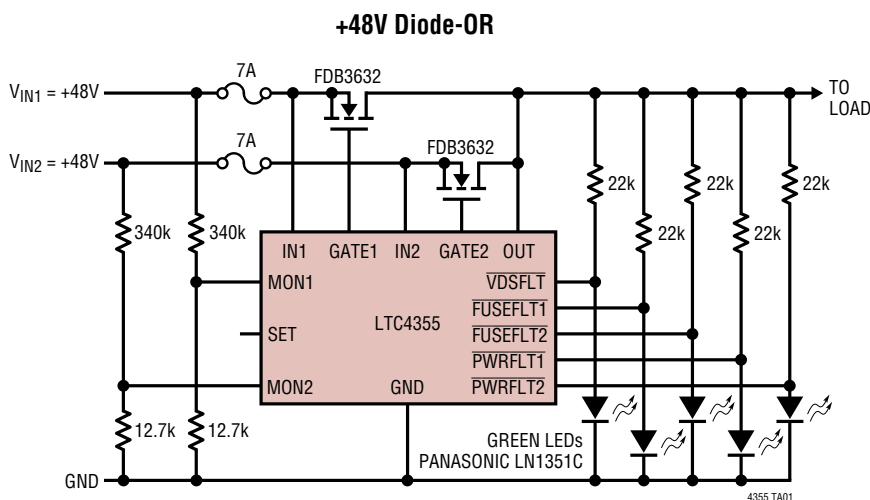 +48V Diode-OR
7A
FDB3632
VIN1 = +48V
TO
LOAD
7A
FDB3632
VIN2 = +48V
22k
22k
22k
340k
340k
22k
22k
IN1
GATE1
IN2
GATE2
OUT
MON1
VDSFLT
FUSEFLT1
LTC4355
SET
FUSEFLT2
PWRFLT1
MON2
GND
PWRFLT2
12.7k
12.7k
GREEN LEDs
PANASONIC LN1351C
GND
4355 TA01